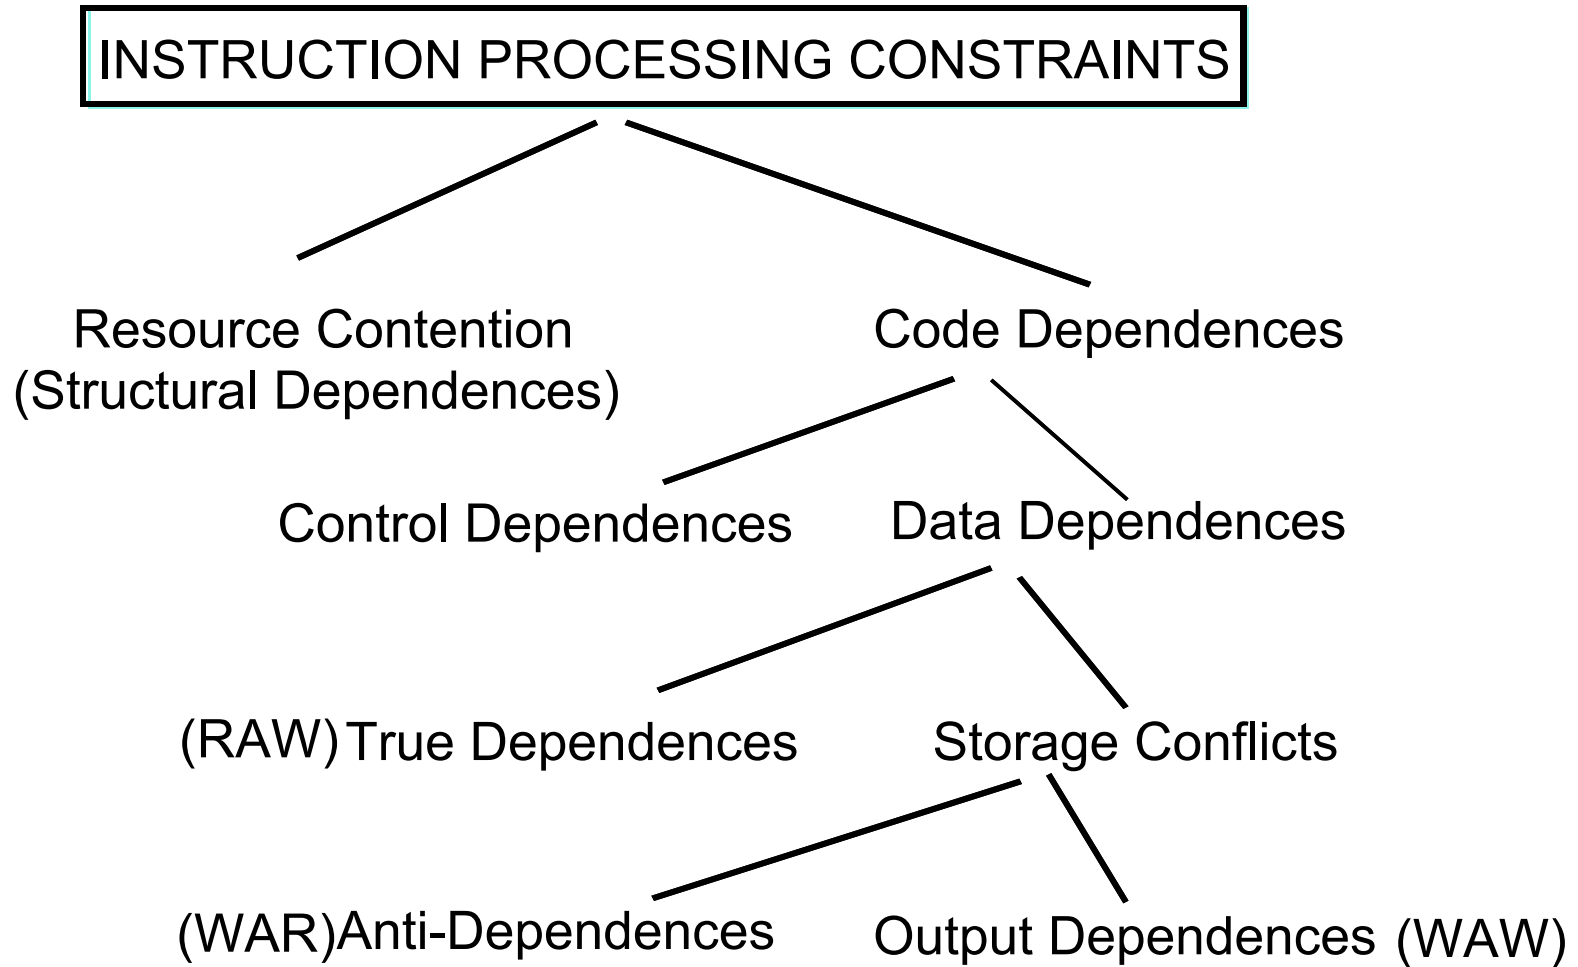 INSTRUCTION PROCESSING CONSTRAINTS
Resource Contention
(Structural Dependences)
Code Dependences
Control Dependences
Data Dependences
(RAW) True Dependences
Storage Conflicts
(WAR) Anti-Dependences
Output Dependences (WAW)